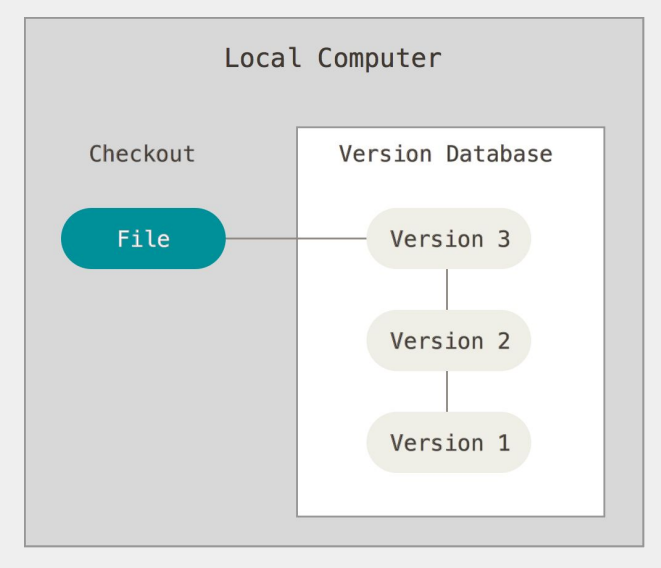 Local Computer
Checkout
Version Database
File
Version 3
Version 2
Version 1